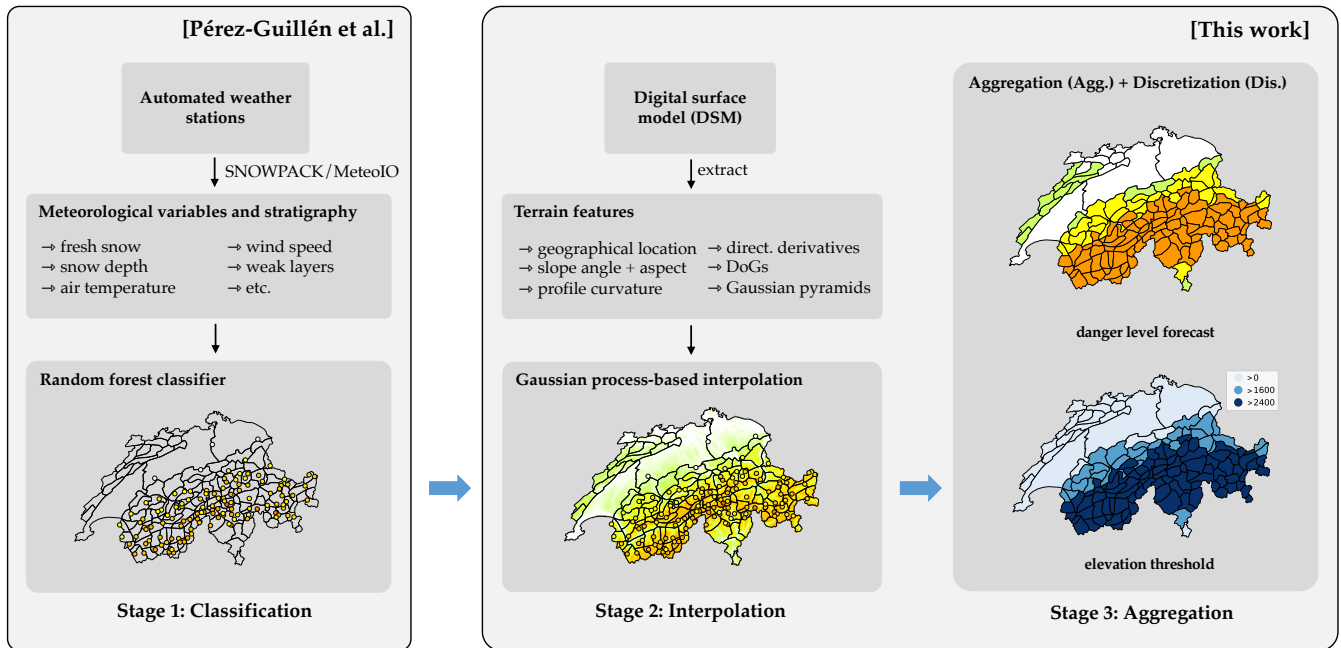 [Pérez-Guillén et al.]
Automated weather
stations
SNOWPACK/MeteoIO
Meteorological variables and stratigraphy
→ fresh snow
→ snow depth
→ air temperature
→ wind speed
→ weak layers
→ etc.
Random forest classifier
Stage 1: Classification
[This work]
Digital surface
model (DSM)
extract
Terrain features
→ geographical location
→ slope angle + aspect
→ profile curvature
→ direct. derivatives
→ DoGs
→ Gaussian pyramids
Gaussian process-based interpolation
Stage 2: Interpolation
Aggregation (Agg.) + Discretization (Dis.)
danger level forecast
>0
>1600
>2400
elevation threshold
Stage 3: Aggregation